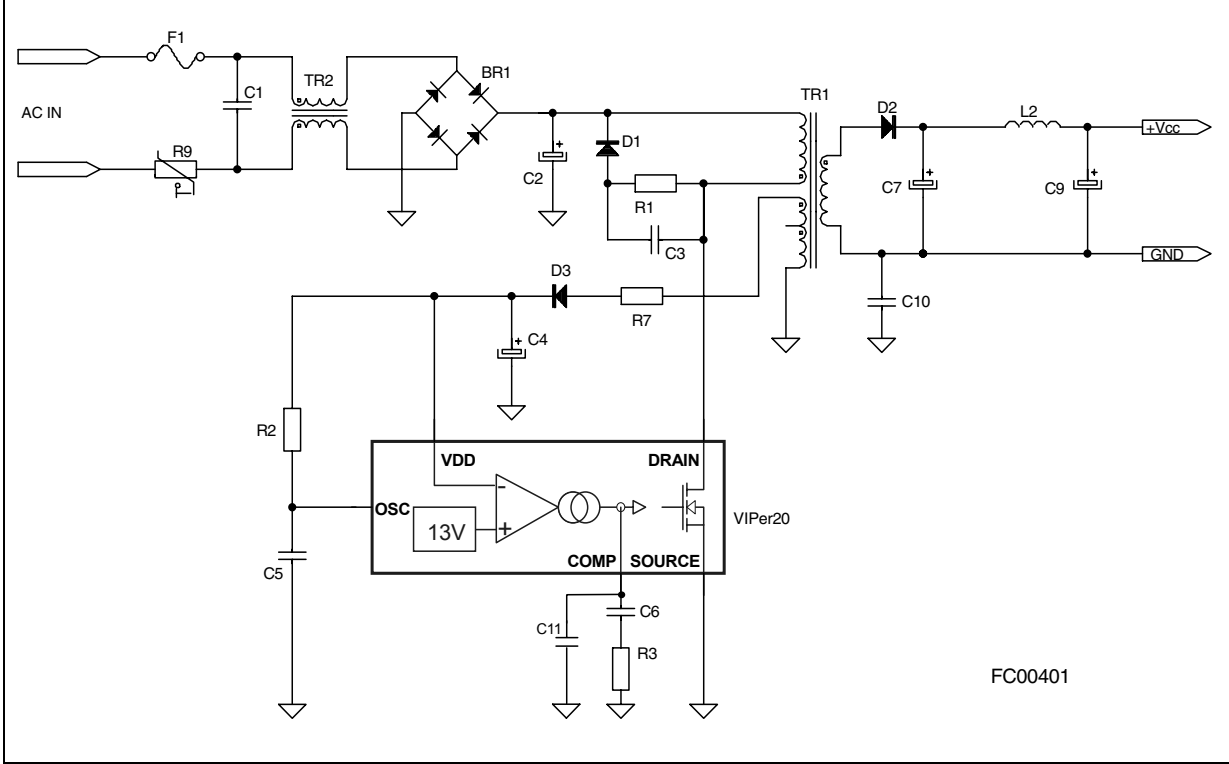 F1
BR1
TR2
TR1
C1
D2
L2
AC IN
+Vcc
D1
R9
C2
C7
C9
R1
C3
GND
D3
C10
R7
C4
R2
VDD
DRAIN
-
OSC
13V
+
VIPer20
COMP
SOURCE
C5
C6
C11
R3
FC00401